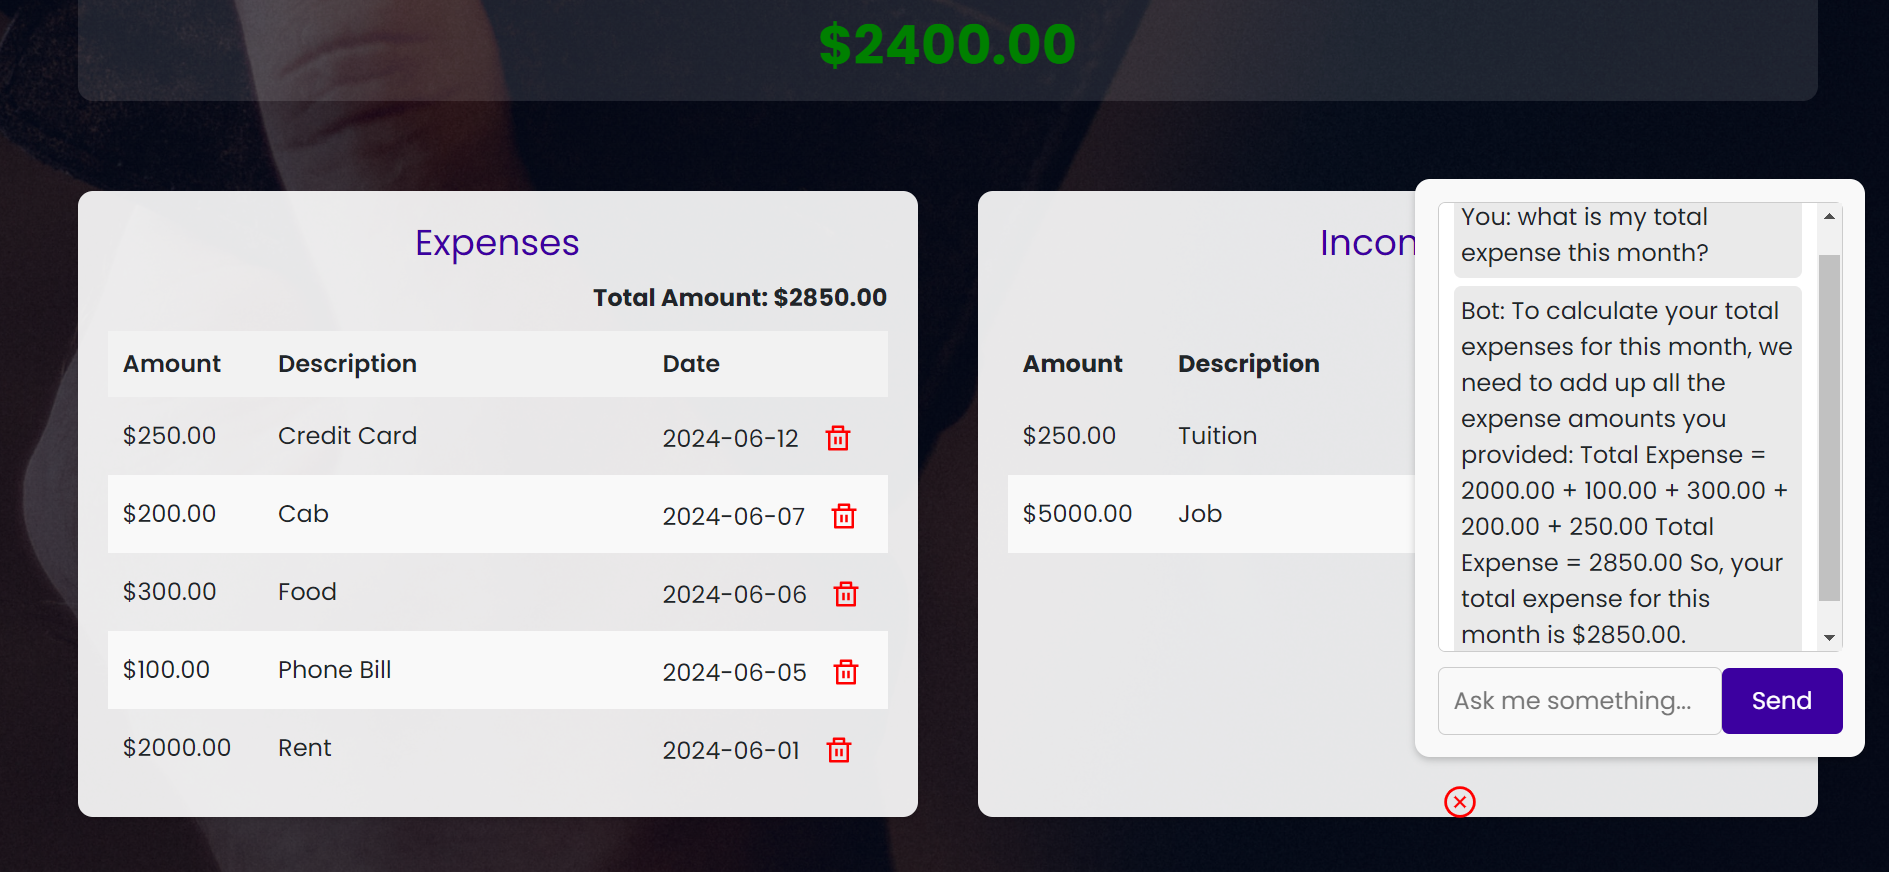 $2400.00
Expenses
Total Amount: $2850.00
Amount Description Date
$250.00 Credit Card 2024-06-12
$200.00 Cab 2024-06-07
$300.00 Food 2024-06-06
$100.00 Phone Bill 2024-06-05
$2000.00 Rent 2024-06-01
Incom
Amount Description
$250.00 Tuition
$5000.00 Job
You: what is my total
expense this month?
Bot: To calculate your total
expenses for this month, we
need to add up all the
expense amounts you
provided: Total Expense =
2000.00 + 100.00 + 300.00 +
200.00 + 250.00 Total
Expense = 2850.00 So, your
total expense for this
month is $2850.00.
Ask me something...
Send